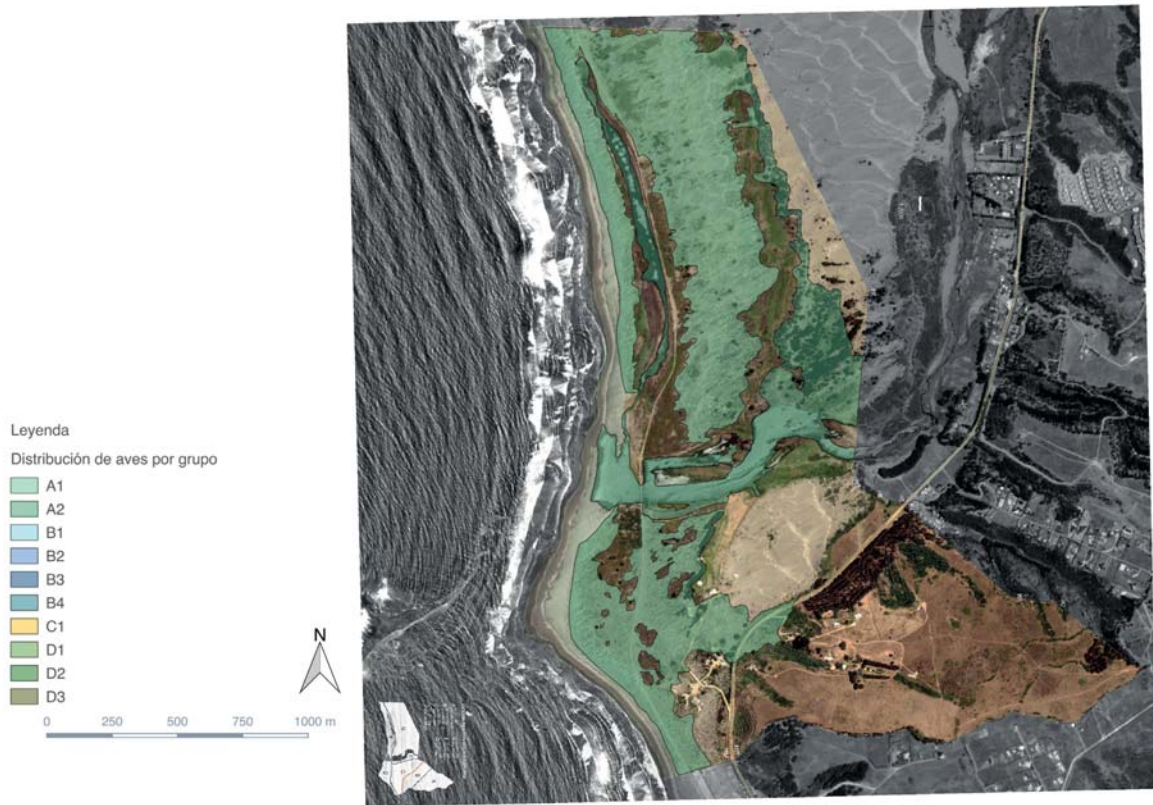 Leyenda
Distribución de aves por grupo
A1
A2
B1
B2
B3
B4
C1
D1
D2
D3
0 250 500 750 1000 m
N